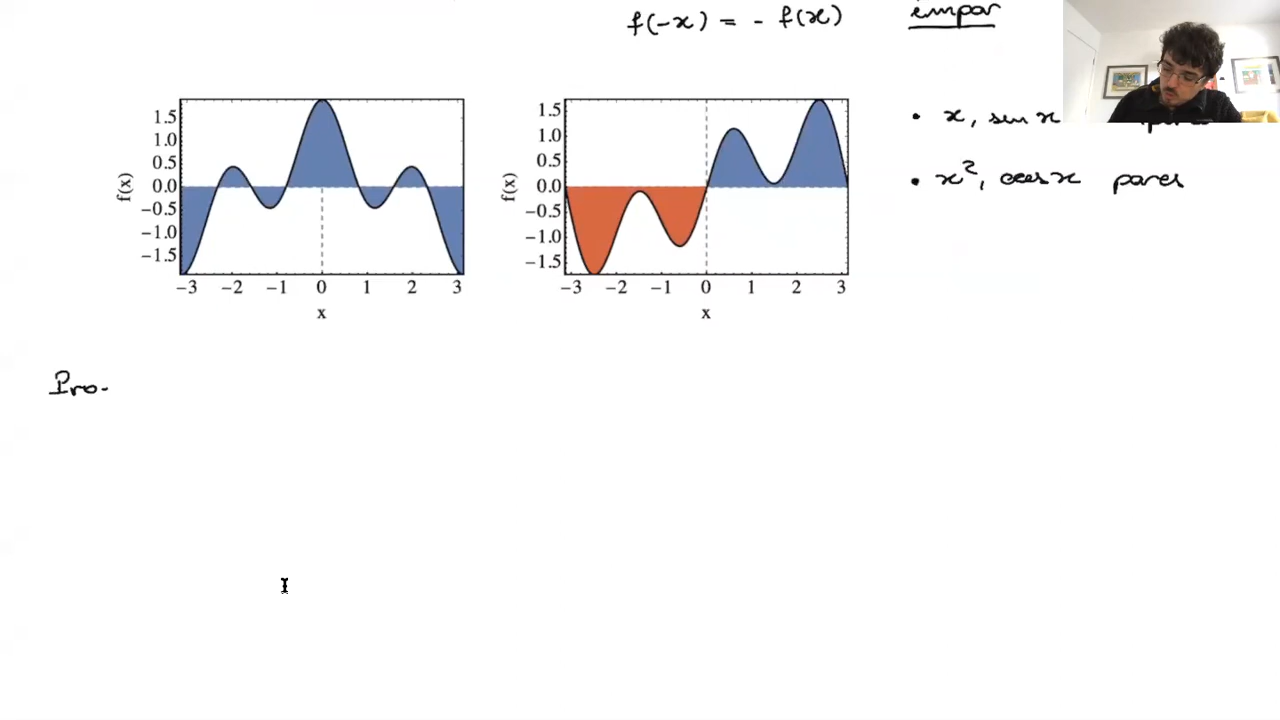 f(-x) = - f(x) ímpar
1.5
1.0
0.5
0.0
−0.5
−1.0
−1.5
f(x)
−3 −2 −1 0 1 2 3
x
1.5
1.0
0.5
0.0
−0.5
−1.0
−1.5
f(x)
−3 −2 −1 0 1 2 3
x
• x, sen x
• x², cos x pares
Pro-